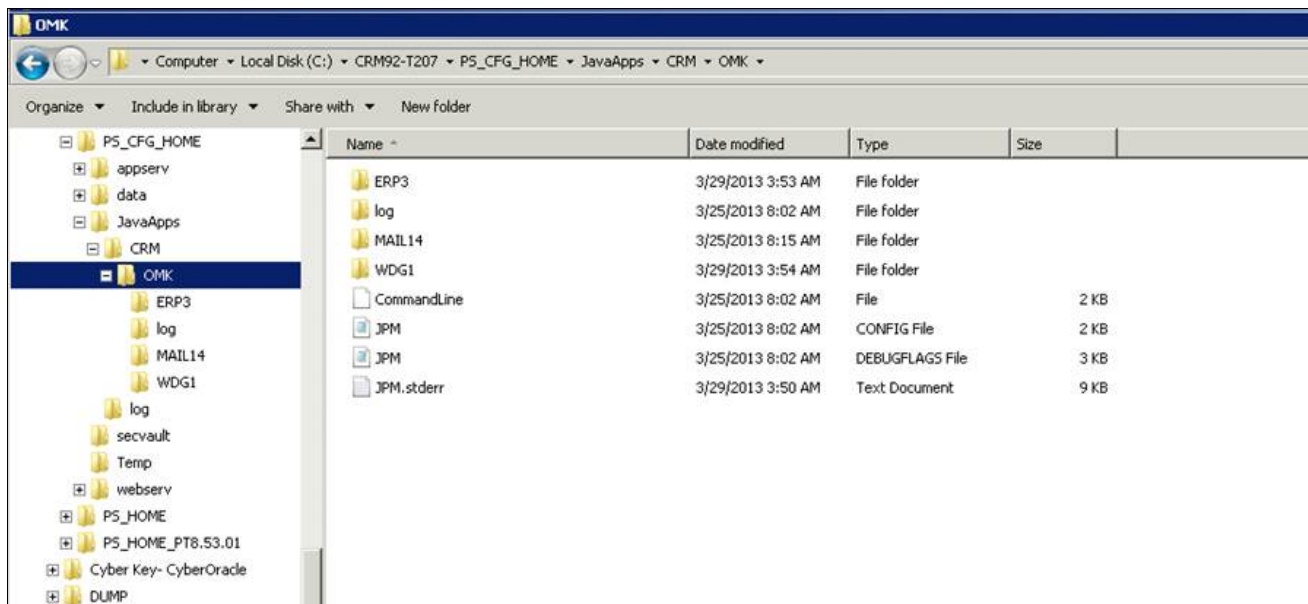 OMK
Computer Local Disk (C:) CRM92-T207 PS_CFG_HOME JavaApps CRM OMK
Organize Include in library Share with New folder
PS_CFG_HOME
appserv
data
JavaApps
CRM
OMK
ERP3
log
MAIL14
WDG1
log
secvault
Temp
webserv
PS_HOME
PS_HOME_PT8.53.01
Cyber Key- CyberOracle
DUMP
Name Date modified Type Size
ERP3 3/29/2013 3:53 AM File folder
log 3/25/2013 8:02 AM File folder
MAIL14 3/25/2013 8:15 AM File folder
WDG1 3/29/2013 3:54 AM File folder
CommandLine 3/25/2013 8:02 AM File 2 KB
JPM 3/25/2013 8:02 AM CONFIG File 2 KB
JPM 3/25/2013 8:02 AM DEBUGFLAGS File 3 KB
JPM.stderr 3/29/2013 3:50 AM Text Document 9 KB